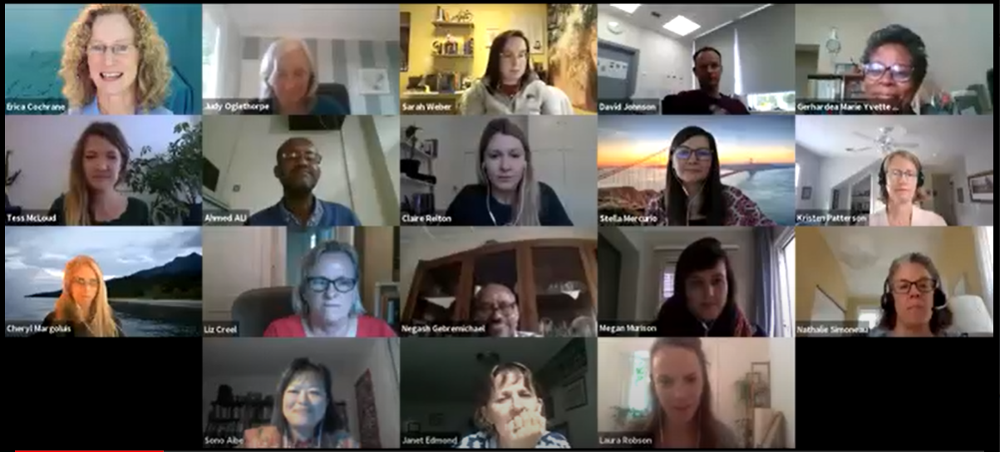 Erica Cochrane
Judy Oglethorpe
Sarah Weber
David Johnson
Gerhardea Marie Yvette ...
Tess McLoud
Ahmed ALI
Claire Relton
Stella Mercurio
Kristen Patterson
Cheryl Margoluis
Liz Creel
Negash Gebremichael
Megan Murison
Nathalie Simoneau
Sono Aibe
Janet Edmond
Laura Robson